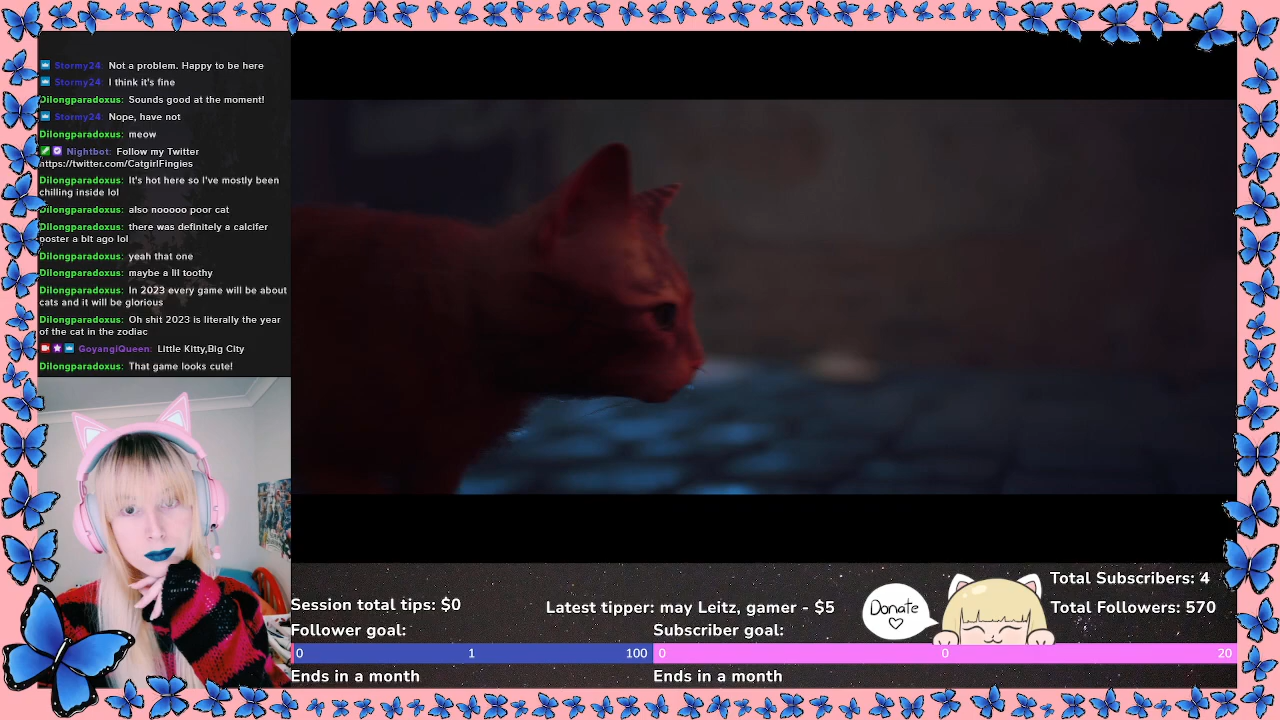 Stormy24: Not a problem. Happy to be here
Stormy24: I think it's fine
Dilongparadoxus: Sounds good at the moment!
Stormy24: Nope, have not
Dilongparadoxus: meow
Nightbot: Follow my Twitter
https://twitter.com/CatgirlFingies
Dilongparadoxus: It's hot here so I've mostly been
chilling inside lol
Dilongparadoxus: also nooooo poor cat
Dilongparadoxus: there was definitely a calcifer
poster a bit ago lol
Dilongparadoxus: yeah that one
Dilongparadoxus: maybe a lil toothy
Dilongparadoxus: In 2023 every game will be about
cats and it will be glorious
Dilongparadoxus: Oh shit 2023 is literally the year
of the cat in the zodiac
GoyangiQueen: Little Kitty,Big City
Dilongparadoxus: That game looks cute!
Session total tips: $0
Latest tipper: may Leitz, gamer - $5
Donate
Total Subscribers: 4
Total Followers: 570
Follower goal:
0 1 100
Ends in a month
Subscriber goal:
0 0 20
Ends in a month